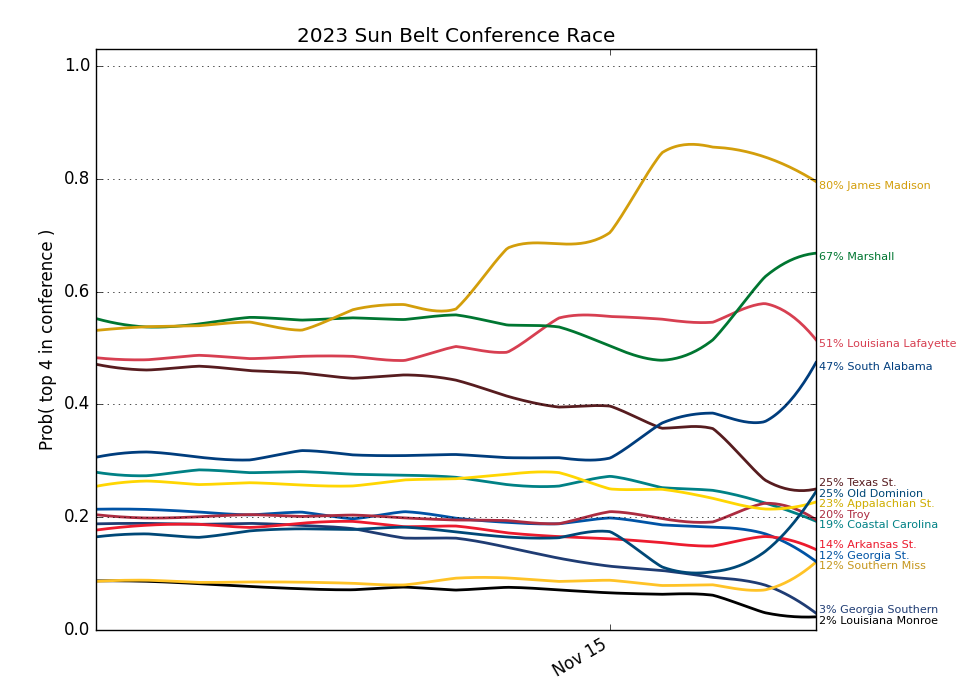 2023 Sun Belt Conference Race
Prob( top 4 in conference )
1.0
0.8
0.6
0.4
0.2
0.0
Nov 15
80% James Madison
67% Marshall
51% Louisiana Lafayette
47% South Alabama
25% Texas St.
25% Old Dominion
23% Appalachian St.
20% Troy
19% Coastal Carolina
14% Arkansas St.
12% Georgia St.
12% Southern Miss
3% Georgia Southern
2% Louisiana Monroe